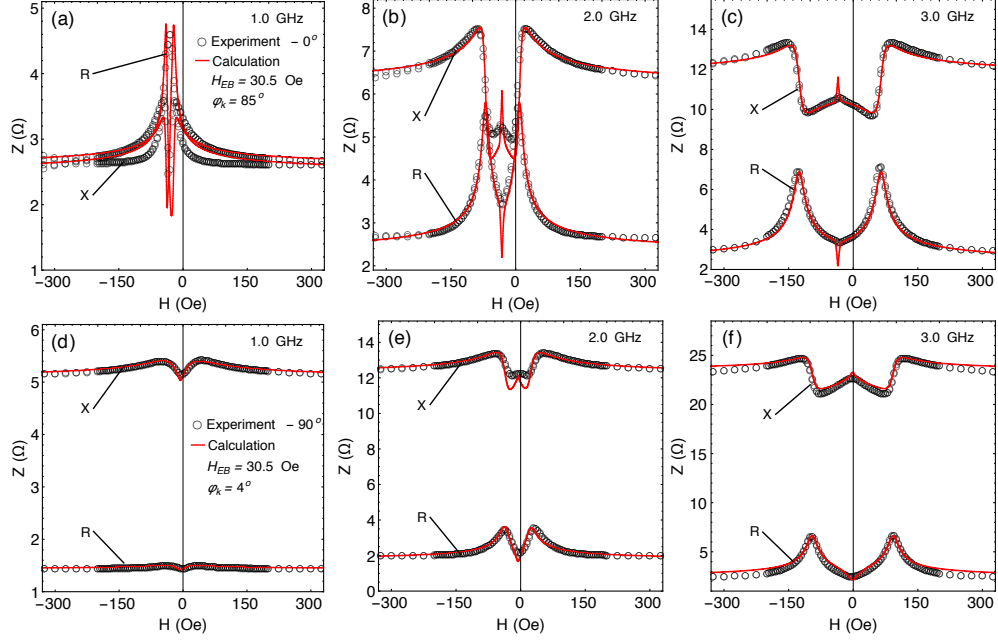 (a)
1.0 GHz
Experiment – 0°
Calculation
H_EB = 30.5 Oe
φ_k = 85°
R
X
Z (Ω)
5
4
3
2
1
−300
−150
0
150
300
H (Oe)
(b)
2.0 GHz
X
R
Z (Ω)
8
7
6
5
4
3
2
−300
−150
0
150
300
H (Oe)
(c)
3.0 GHz
X
R
Z (Ω)
14
12
10
8
6
4
2
−300
−150
0
150
300
H (Oe)
(d)
1.0 GHz
X
Experiment – 90°
Calculation
H_EB = 30.5 Oe
φ_k = 4°
R
Z (Ω)
6
5
4
3
2
1
−300
−150
0
150
300
H (Oe)
(e)
2.0 GHz
X
R
Z (Ω)
14
12
10
8
6
4
2
0
−300
−150
0
150
300
H (Oe)
(f)
3.0 GHz
X
R
Z (Ω)
25
20
15
10
5
−300
−150
0
150
300
H (Oe)